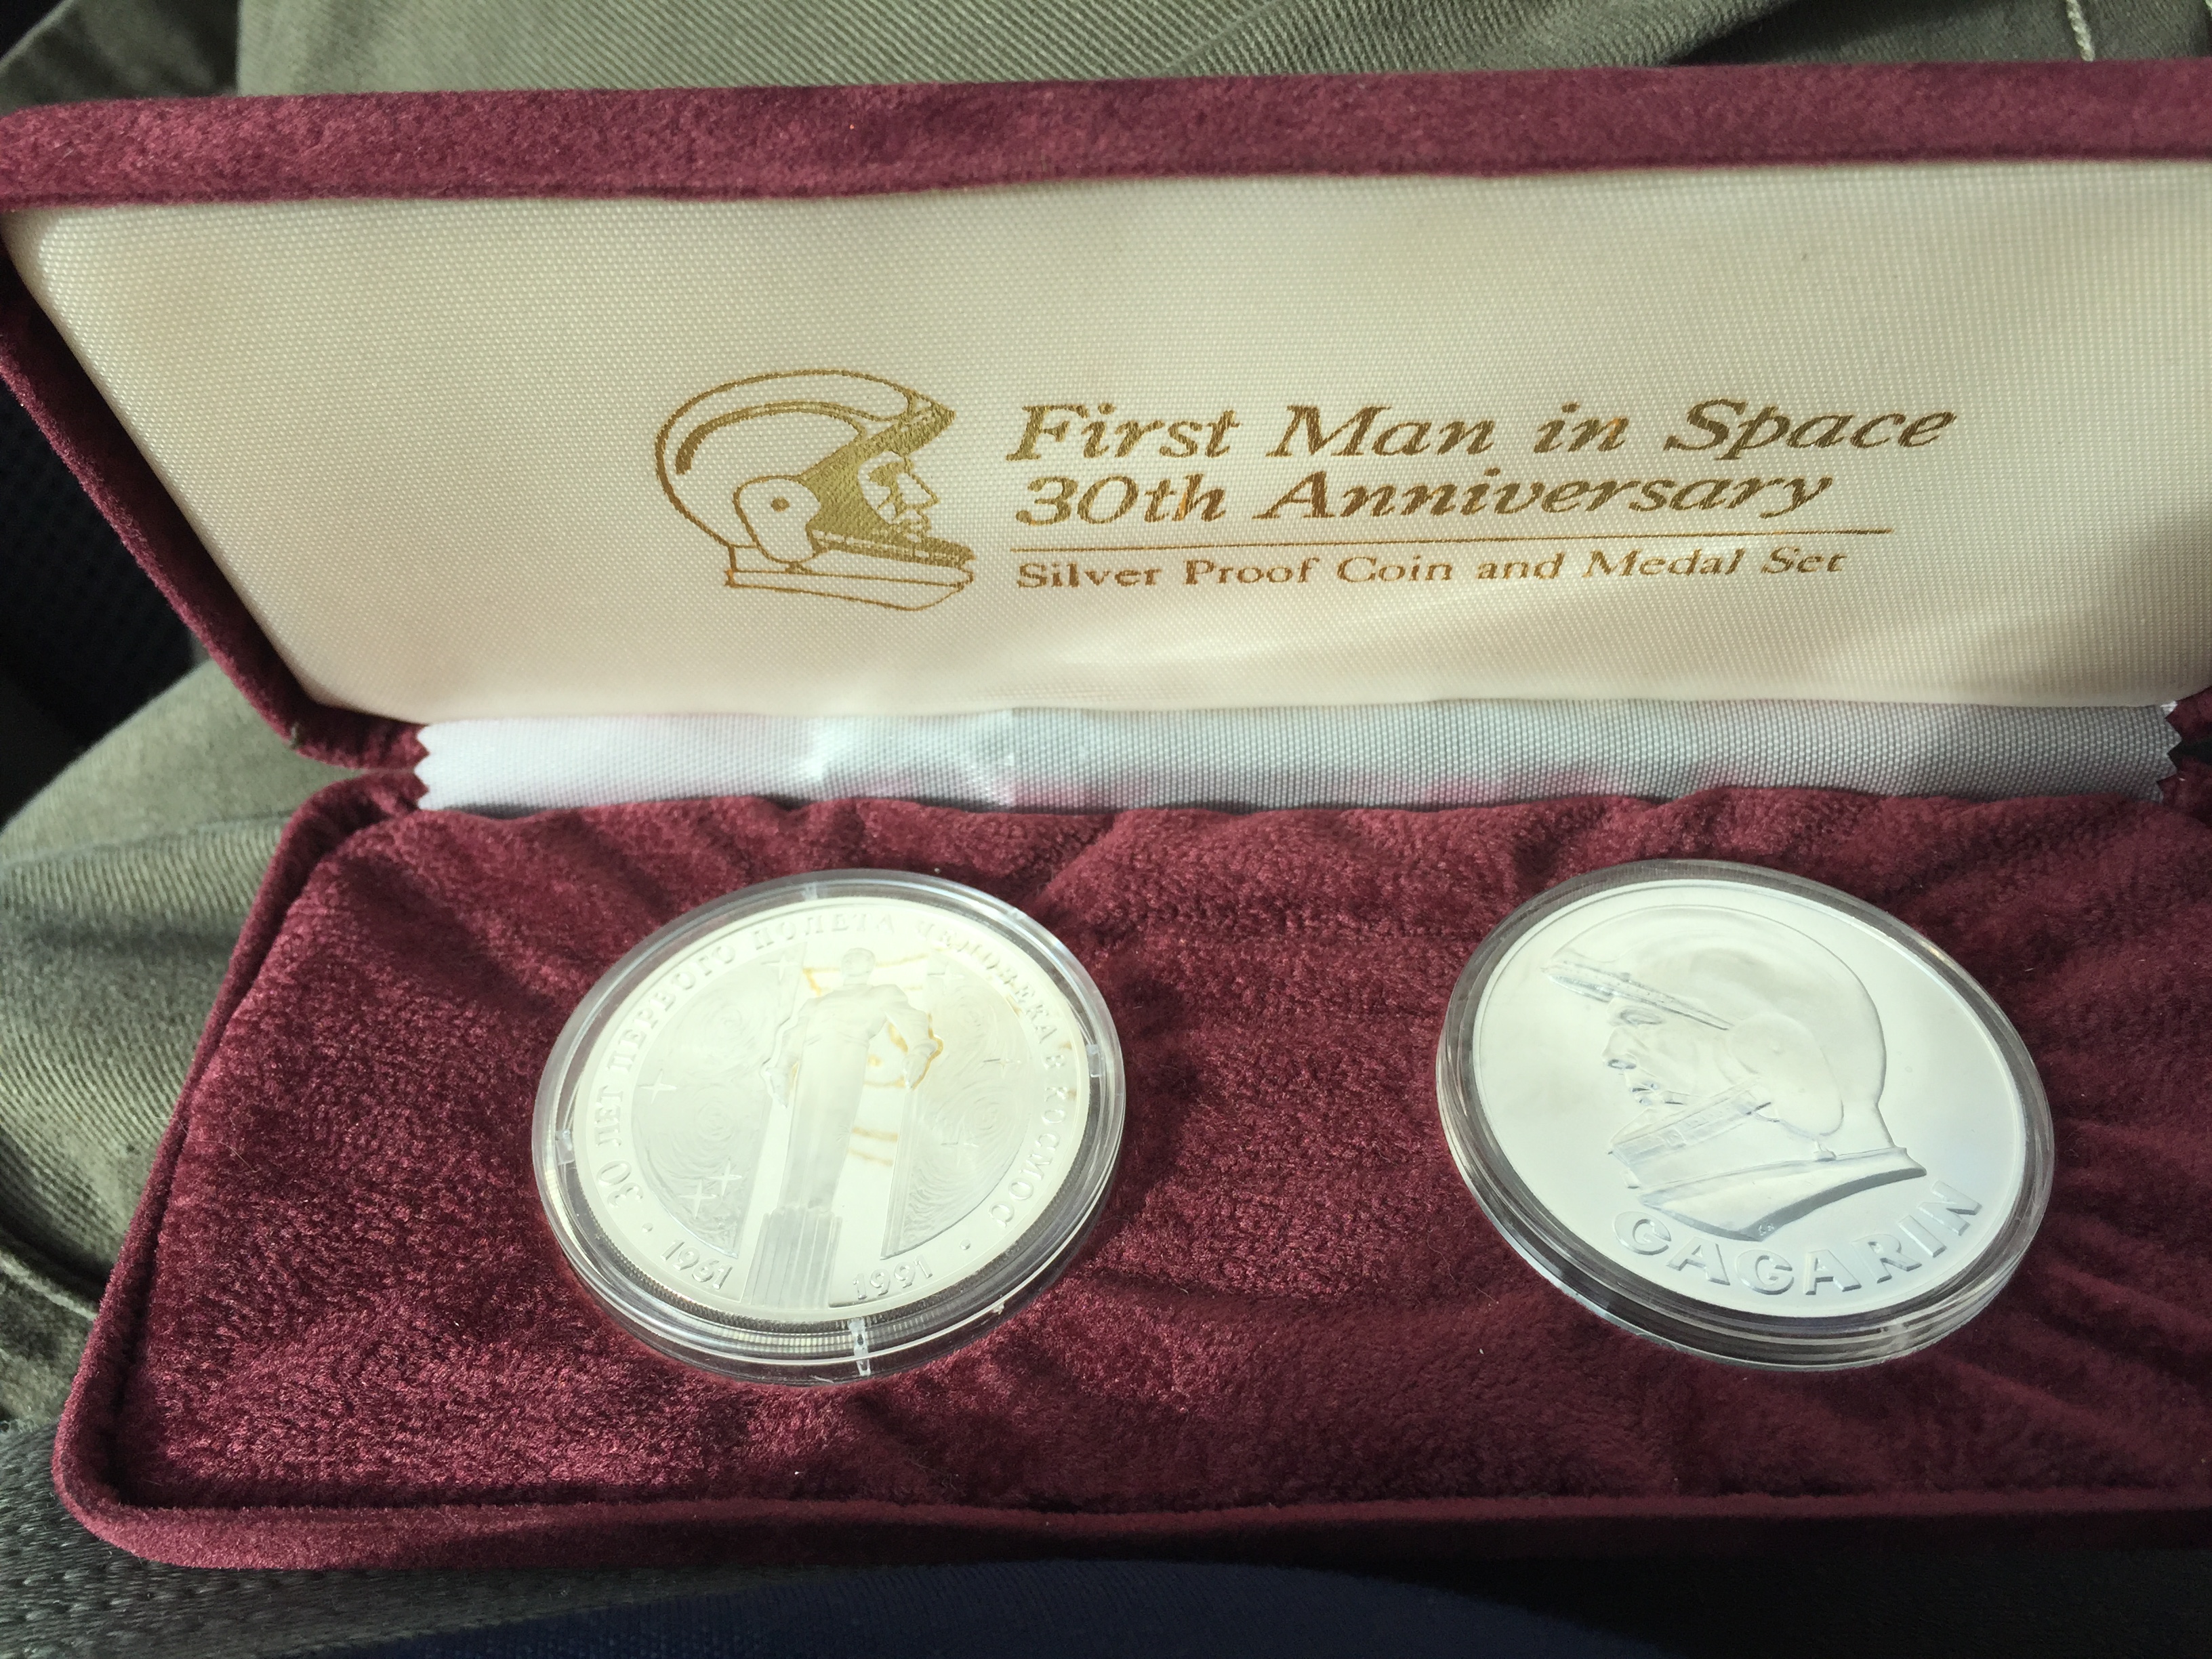 First Man in Space
30th Anniversary
Silver Proof Coin and Medal Set
• 30 ЛЕТ ПЕРВОГО ПОЛЕТА ЧЕЛОВЕКА В КОСМОС •
1961 1991
GAGARIN